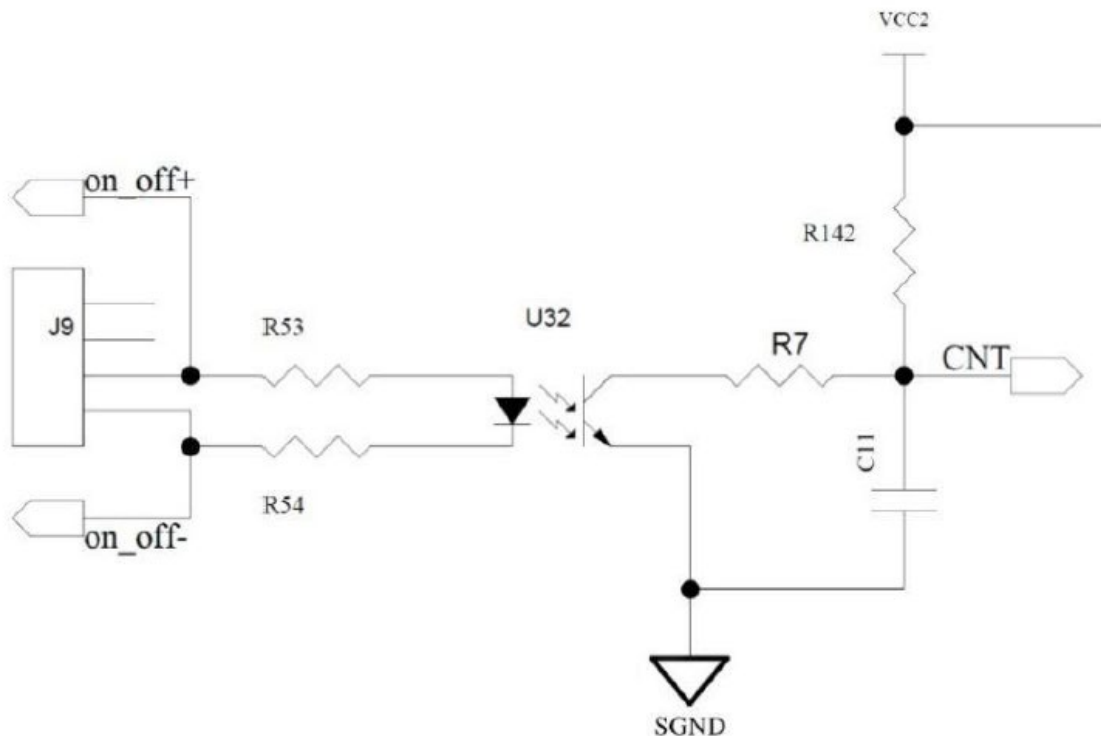 VCC2
on_off+
R142
J9
R53
U32
R7
CNT
C11
R54
on_off-
SGND